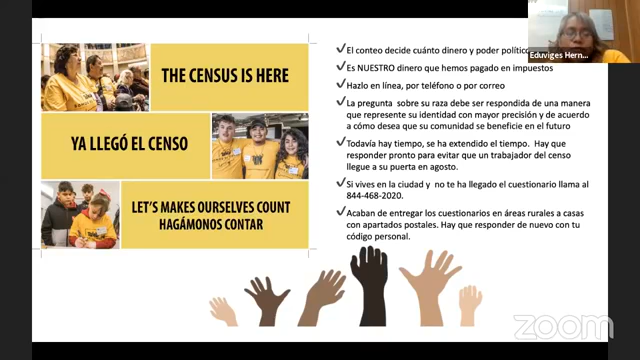 THE CENSUS IS HERE
YA LLEGÓ EL CENSO
LET'S MAKES OURSELVES COUNT
HAGÁMONOS CONTAR
✓El conteo decide cuánto dinero y poder político
✓Es NUESTRO dinero que hemos pagado en impuestos
✓Hazlo en línea, por teléfono o por correo
✓La pregunta sobre su raza debe ser respondida de una manera
que represente su identidad con mayor precisión y de acuerdo
a cómo desea que su comunidad se beneficie en el futuro
✓Todavía hay tiempo, se ha extendido el tiempo. Hay que
responder pronto para evitar que un trabajador del censo
llegue a su puerta en agosto.
✓Si vives en la ciudad y no te ha llegado el cuestionario llama al
844-468-2020.
✓Acaban de entregar los cuestionarios en áreas rurales a casas
con apartados postales. Hay que responder de nuevo con tu
código personal.
Eduviges Hern...
zoom